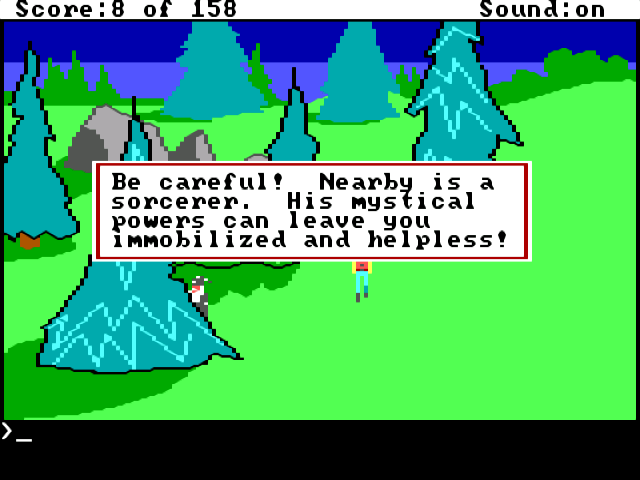 Score:8 of 158 Sound:on
Be careful! Nearby is a
sorcerer. His mystical
powers can leave you
immobilized and helpless!
>_